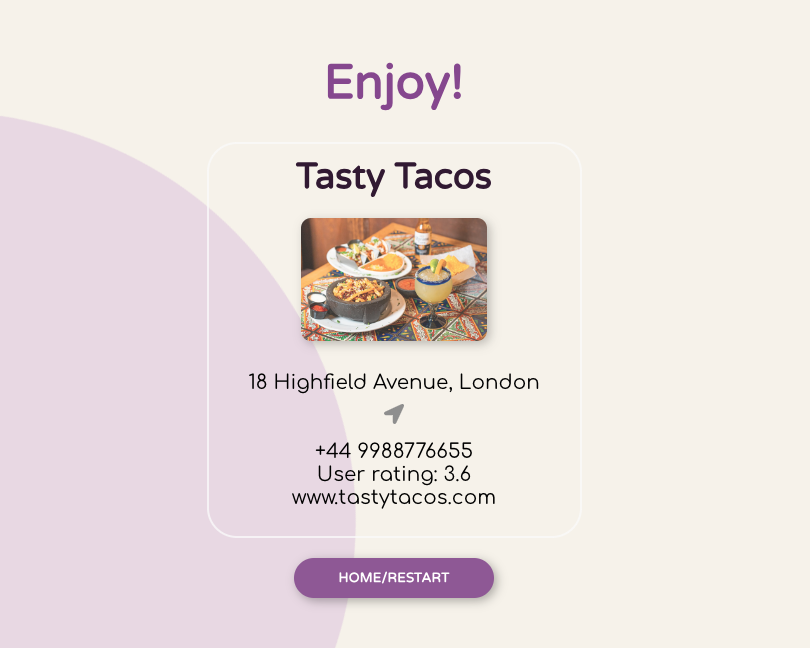 Enjoy!
Tasty Tacos
18 Highfield Avenue, London
+44 9988776655
User rating: 3.6
www.tastytacos.com
HOME/RESTART